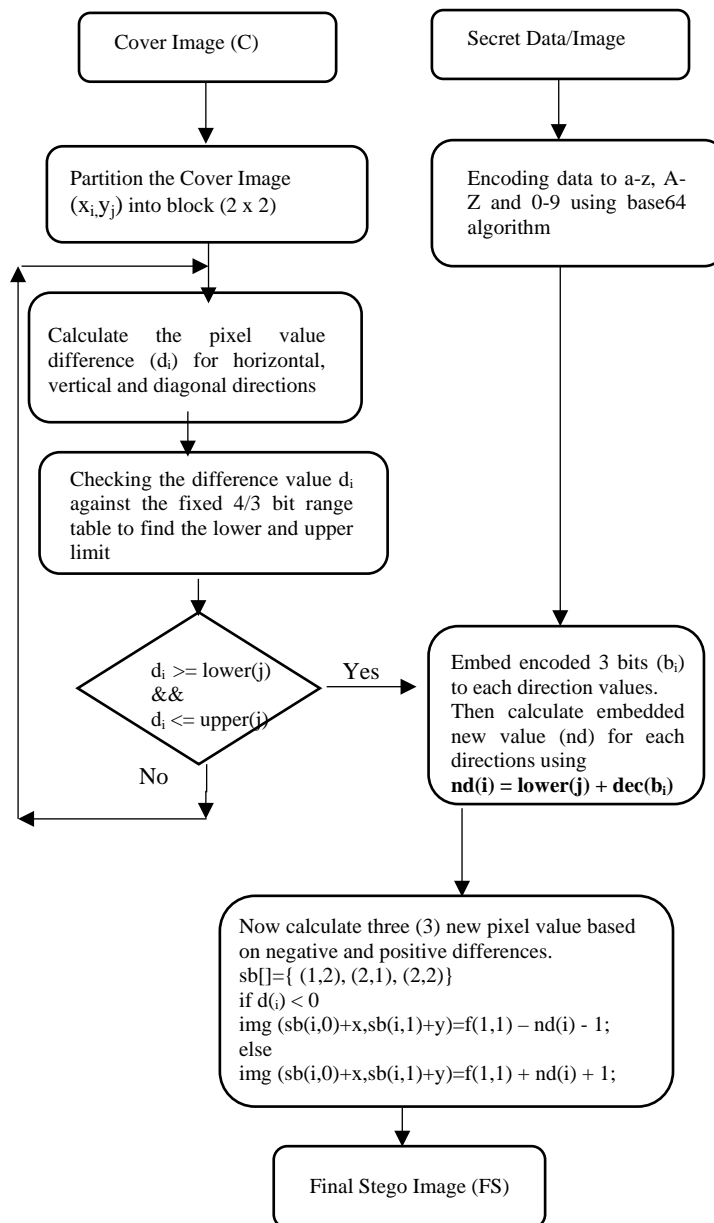 Cover Image (C)
Secret Data/Image
Partition the Cover Image
(xᵢ,yⱼ) into block (2 x 2)
Encoding data to a-z, A-
Z and 0-9 using base64
algorithm
Calculate the pixel value
difference (dᵢ) for horizontal,
vertical and diagonal directions
Checking the difference value dᵢ
against the fixed 4/3 bit range
table to find the lower and upper
limit
dᵢ >= lower(j)
&&
dᵢ <= upper(j)
Yes
No
Embed encoded 3 bits (bᵢ)
to each direction values.
Then calculate embedded
new value (nd) for each
directions using
nd(i) = lower(j) + dec(bᵢ)
Now calculate three (3) new pixel value based
on negative and positive differences.
sb[]={ (1,2), (2,1), (2,2)}
if d(ᵢ) < 0
img (sb(i,0)+x,sb(i,1)+y)=f(1,1) – nd(i) - 1;
else
img (sb(i,0)+x,sb(i,1)+y)=f(1,1) + nd(i) + 1;
Final Stego Image (FS)